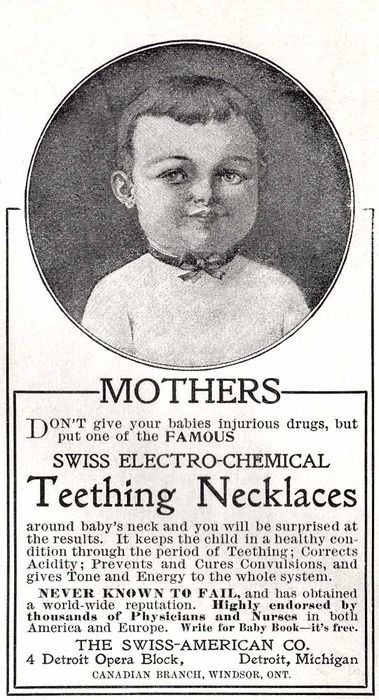 MOTHERS
DON'T give your babies injurious drugs, but
put one of the FAMOUS
SWISS ELECTRO-CHEMICAL
Teething Necklaces
around baby's neck and you will be surprised at
the results. It keeps the child in a healthy con-
dition through the period of Teething; Corrects
Acidity; Prevents and Cures Convulsions, and
gives Tone and Energy to the whole system.
NEVER KNOWN TO FAIL, and has obtained
a world-wide reputation. Highly endorsed by
thousands of Physicians and Nurses in both
America and Europe. Write for Baby Book—it's free.
THE SWISS-AMERICAN CO.
4 Detroit Opera Block, Detroit, Michigan
CANADIAN BRANCH, WINDSOR, ONT.